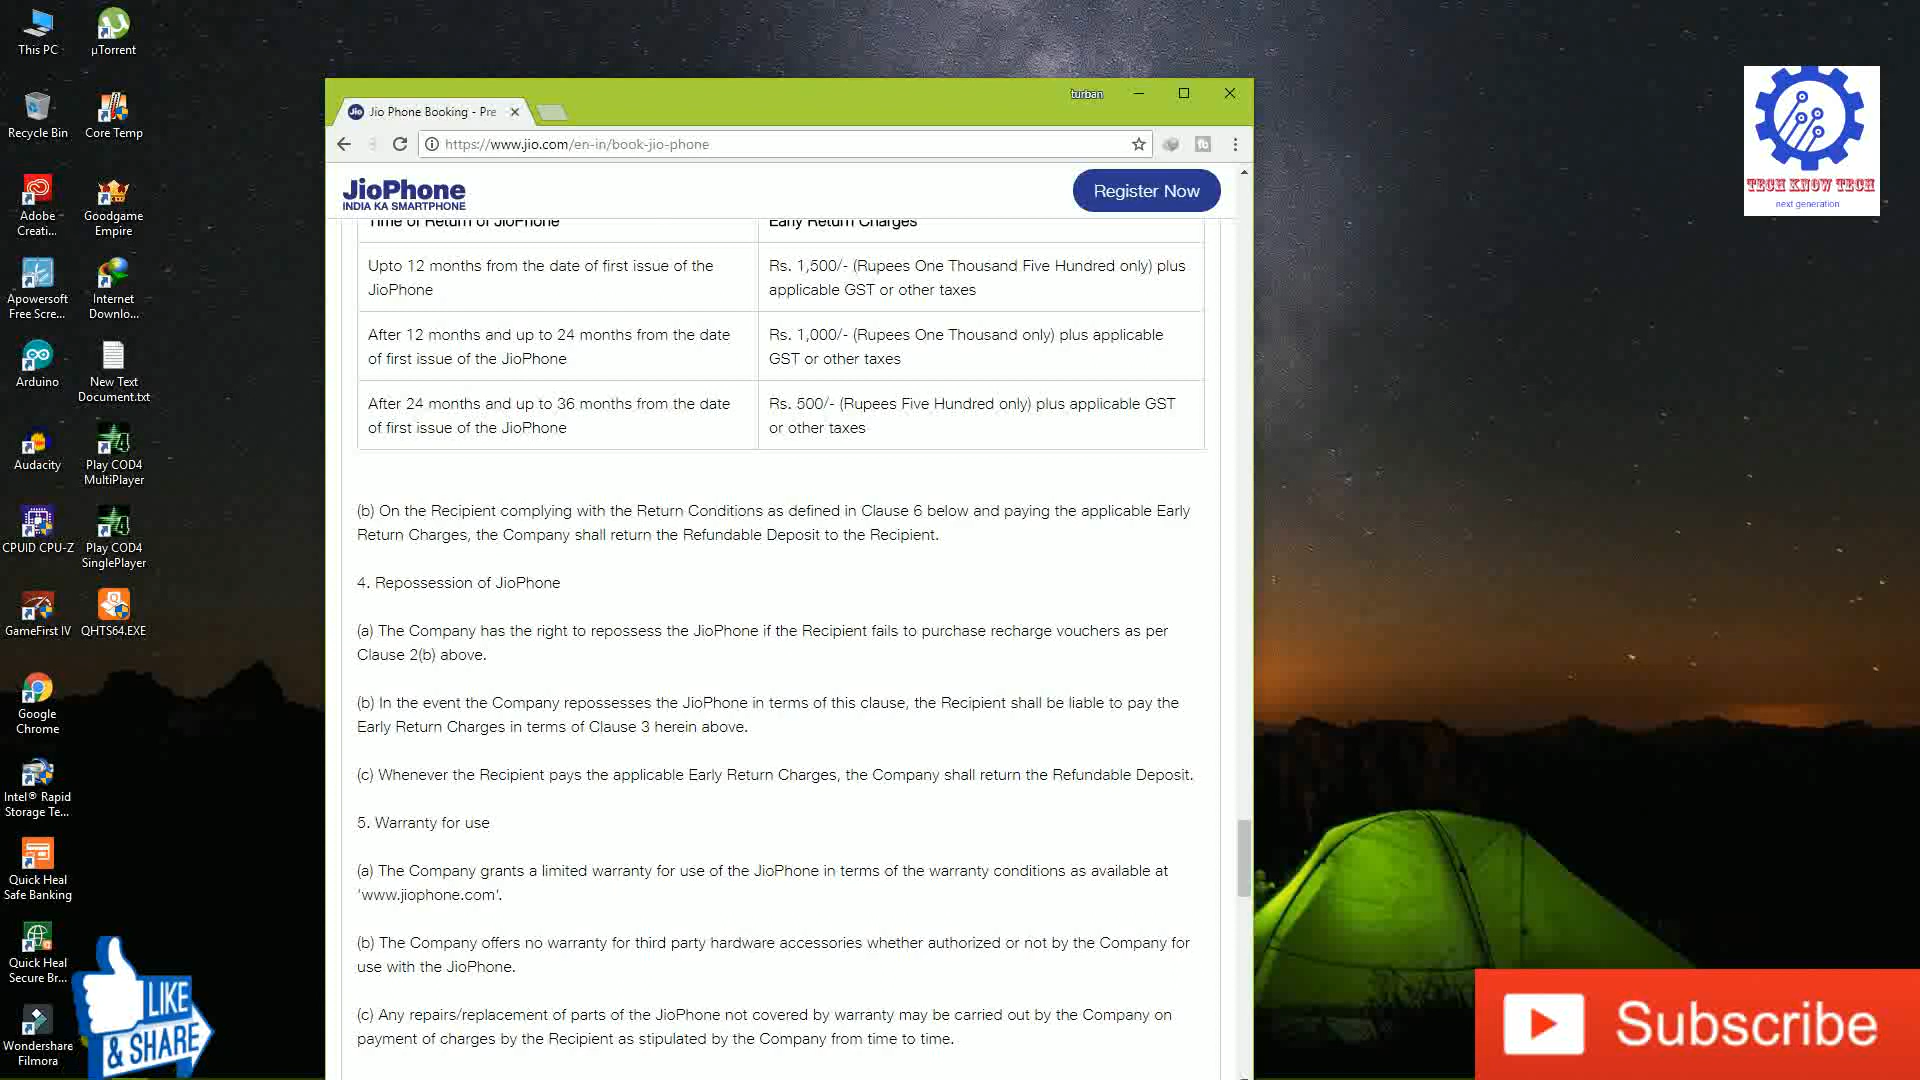 This PC
µTorrent
Recycle Bin
Core Temp
Adobe
Creati...
Goodgame
Empire
Apowersoft
Free Scre...
Internet
Downlo...
Arduino
New Text
Document.txt
Audacity
Play COD4
MultiPlayer
CPUID CPU-Z
Play COD4
SinglePlayer
GameFirst IV
QHTS64.EXE
Google
Chrome
Intel® Rapid
Storage Te...
Quick Heal
Safe Banking
Quick Heal
Secure Br...
Wondershare
Filmora
LIKE
& SHARE
turban
Jio
Jio Phone Booking - Pre
https://www.jio.com/en-in/book-jio-phone
JioPhone
INDIA KA SMARTPHONE
Register Now
Time of Return of JioPhone
Early Return Charges
Upto 12 months from the date of first issue of the
JioPhone
Rs. 1,500/- (Rupees One Thousand Five Hundred only) plus
applicable GST or other taxes
After 12 months and up to 24 months from the date
of first issue of the JioPhone
Rs. 1,000/- (Rupees One Thousand only) plus applicable
GST or other taxes
After 24 months and up to 36 months from the date
of first issue of the JioPhone
Rs. 500/- (Rupees Five Hundred only) plus applicable GST
or other taxes
(b) On the Recipient complying with the Return Conditions as defined in Clause 6 below and paying the applicable Early
Return Charges, the Company shall return the Refundable Deposit to the Recipient.
4. Repossession of JioPhone
(a) The Company has the right to repossess the JioPhone if the Recipient fails to purchase recharge vouchers as per
Clause 2(b) above.
(b) In the event the Company repossesses the JioPhone in terms of this clause, the Recipient shall be liable to pay the
Early Return Charges in terms of Clause 3 herein above.
(c) Whenever the Recipient pays the applicable Early Return Charges, the Company shall return the Refundable Deposit.
5. Warranty for use
(a) The Company grants a limited warranty for use of the JioPhone in terms of the warranty conditions as available at
‘www.jiophone.com’.
(b) The Company offers no warranty for third party hardware accessories whether authorized or not by the Company for
use with the JioPhone.
(c) Any repairs/replacement of parts of the JioPhone not covered by warranty may be carried out by the Company on
payment of charges by the Recipient as stipulated by the Company from time to time.
TECH KNOW TECH
next generation
Subscribe